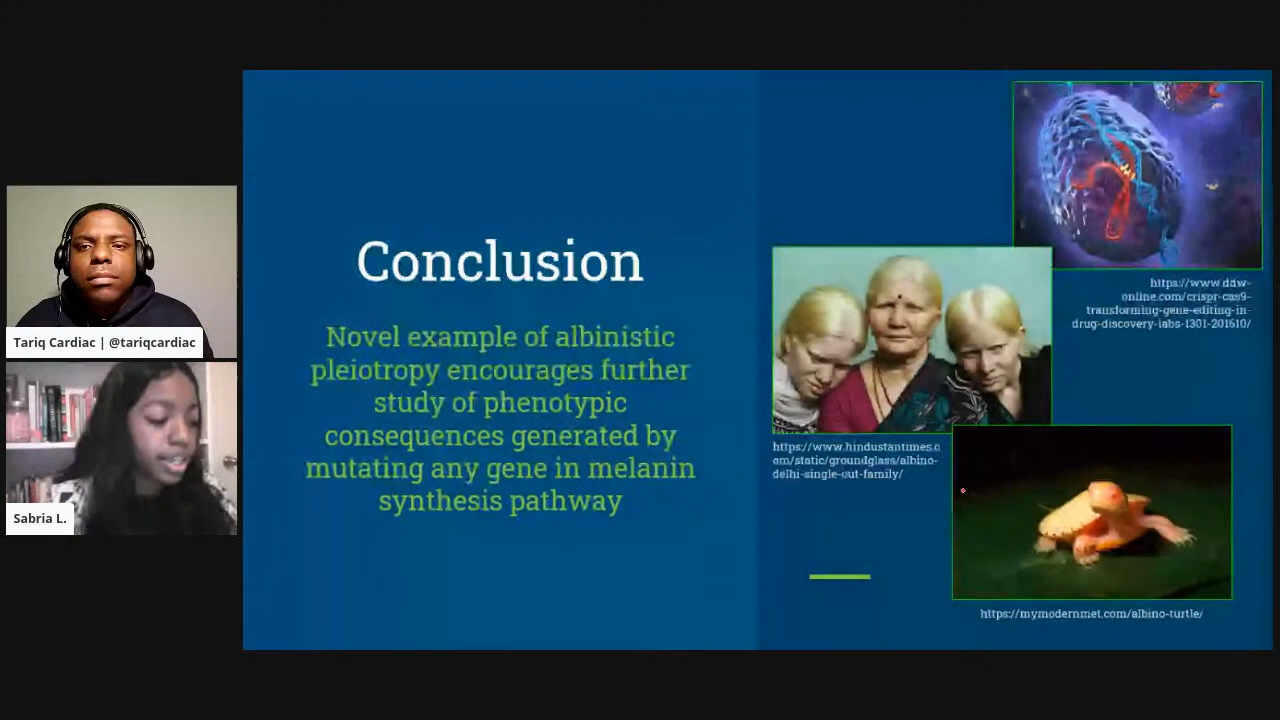 Tariq Cardiac | @tariqcardiac
Sabria L.
Conclusion
Novel example of albinistic
pleiotropy encourages further
study of phenotypic
consequences generated by
mutating any gene in melanin
synthesis pathway
https://www.ddw-
online.com/crispr-cas9-
transforming-gene-editing-in-
drug-discovery-labs-1301-201610/
https://www.hindustantimes.c
om/static/groundglass/albino-
delhi-single-out-family/
https://mymodernmet.com/albino-turtle/